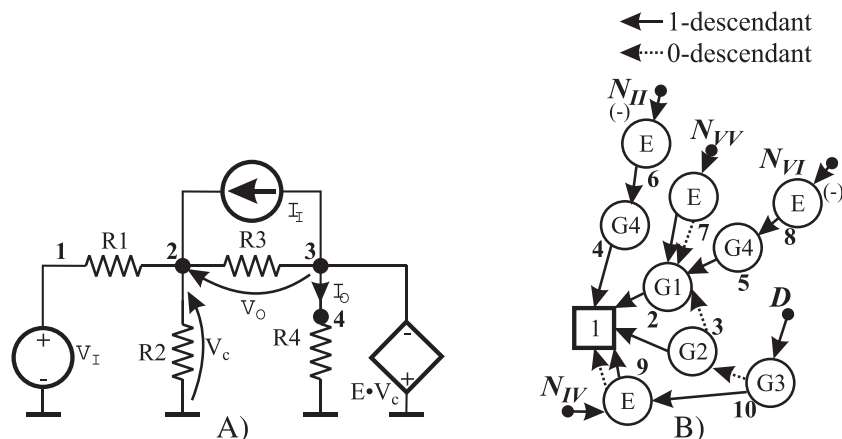 1-descendant
0-descendant
N_II
(-)
E
6
G4
4
N_VV
E
7
N_VI
E
(-)
8
G4
5
G1
2
1
3
G2
D
G3
10
9
E
N_IV
B)
I_I
1
R1
2
R3
3
V_O
I_O
4
R4
V_I
+
-
R2
V_c
E•V_c
-
+
A)